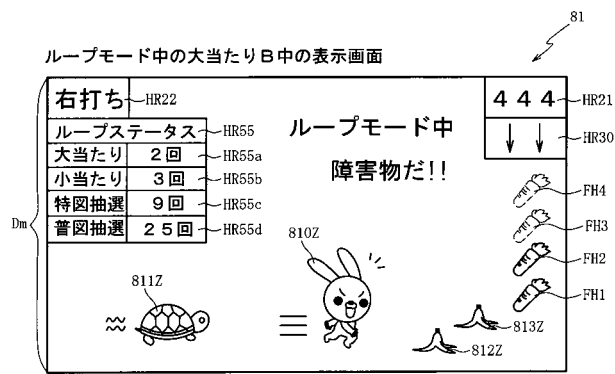 81
ループモード中の大当たりB中の表示画面
右打ち HR22
4 4 4 HR21
ループステータス HR55
ループモード中
HR30
大当たり 2回 HR55a
障害物だ!!
小当たり 3回 HR55b
FH4
特図抽選 9回 HR55c
FH3
Dm
普図抽選 25回 HR55d
810Z
FH2
811Z
FH1
813Z
812Z